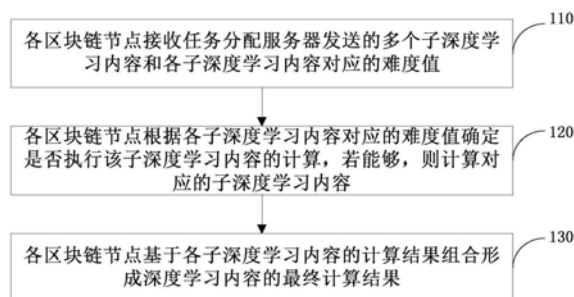 110
各区块链节点接收任务分配服务器发送的多个子深度学
习内容和各子深度学习内容对应的难度值
120
各区块链节点根据各子深度学习内容对应的难度值确定
是否执行该子深度学习内容的计算，若能够，则计算对
应的子深度学习内容
130
各区块链节点基于各子深度学习内容的计算结果组合形
成深度学习内容的最终计算结果